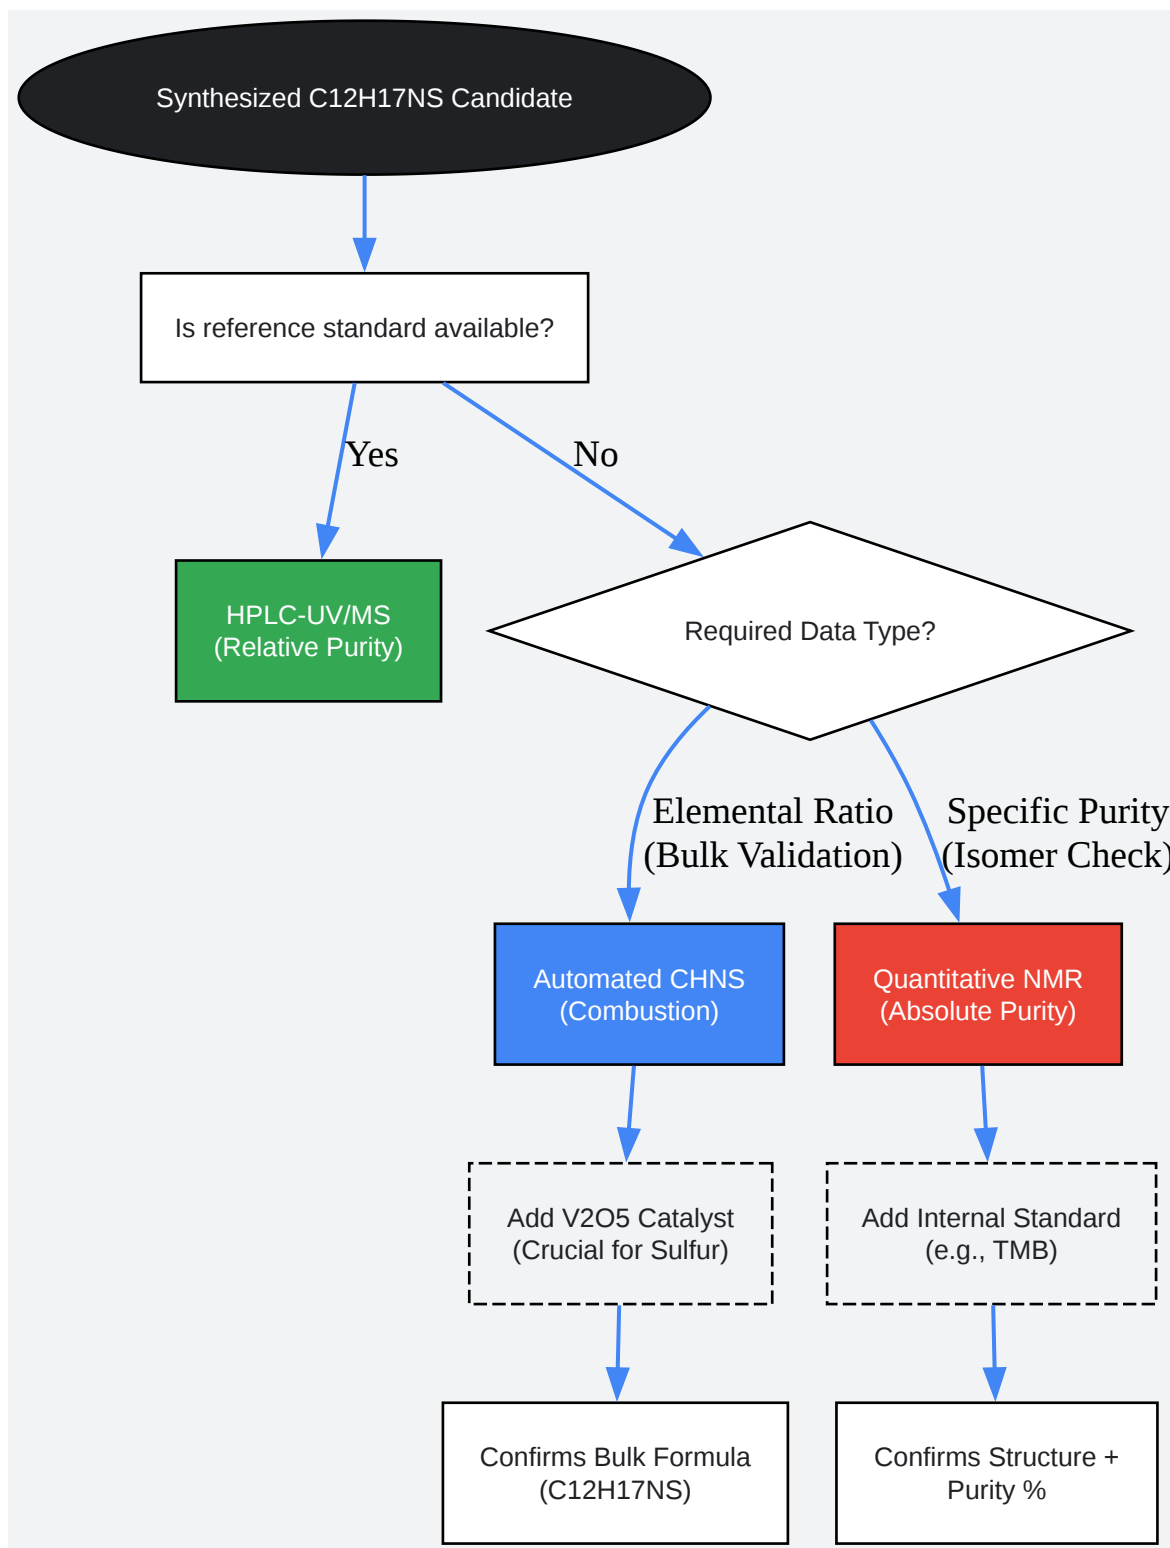 Synthesized C12H17NS Candidate
Is reference standard available?
Yes
No
HPLC-UV/MS
(Relative Purity)
Required Data Type?
Elemental Ratio
(Bulk Validation)
Specific Purity
(Isomer Check)
Automated CHNS
(Combustion)
Quantitative NMR
(Absolute Purity)
Add V2O5 Catalyst
(Crucial for Sulfur)
Add Internal Standard
(e.g., TMB)
Confirms Bulk Formula
(C12H17NS)
Confirms Structure +
Purity %